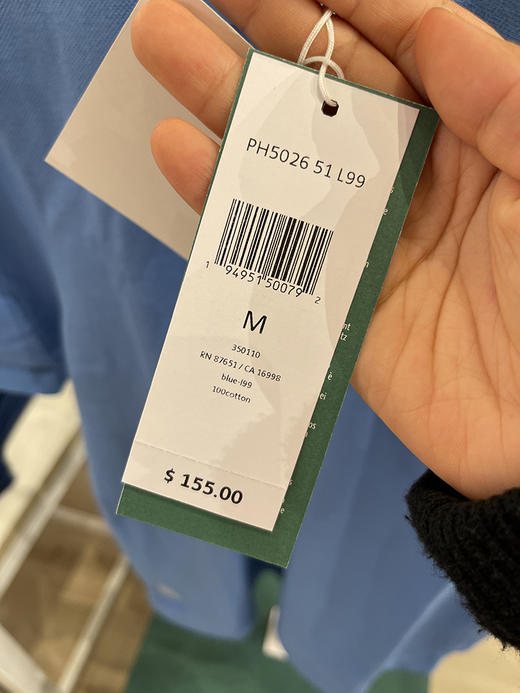 PH5026 51 L99
1 94951 50079 2
M
350110
RN 87651 / CA 16998
blue-l99
100cotton
$ 155.00